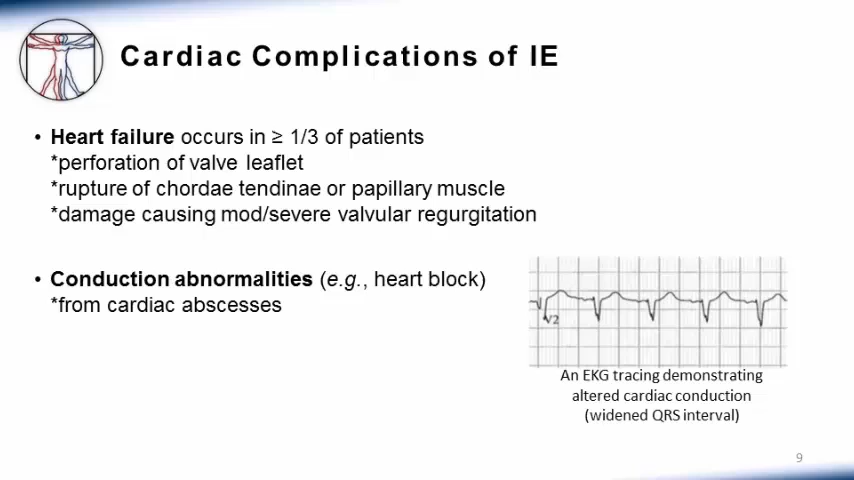 Cardiac Complications of IE
• Heart failure occurs in ≥ 1/3 of patients
*perforation of valve leaflet
*rupture of chordae tendinae or papillary muscle
*damage causing mod/severe valvular regurgitation
• Conduction abnormalities (e.g., heart block)
*from cardiac abscesses
V2
An EKG tracing demonstrating
altered cardiac conduction
(widened QRS interval)
9